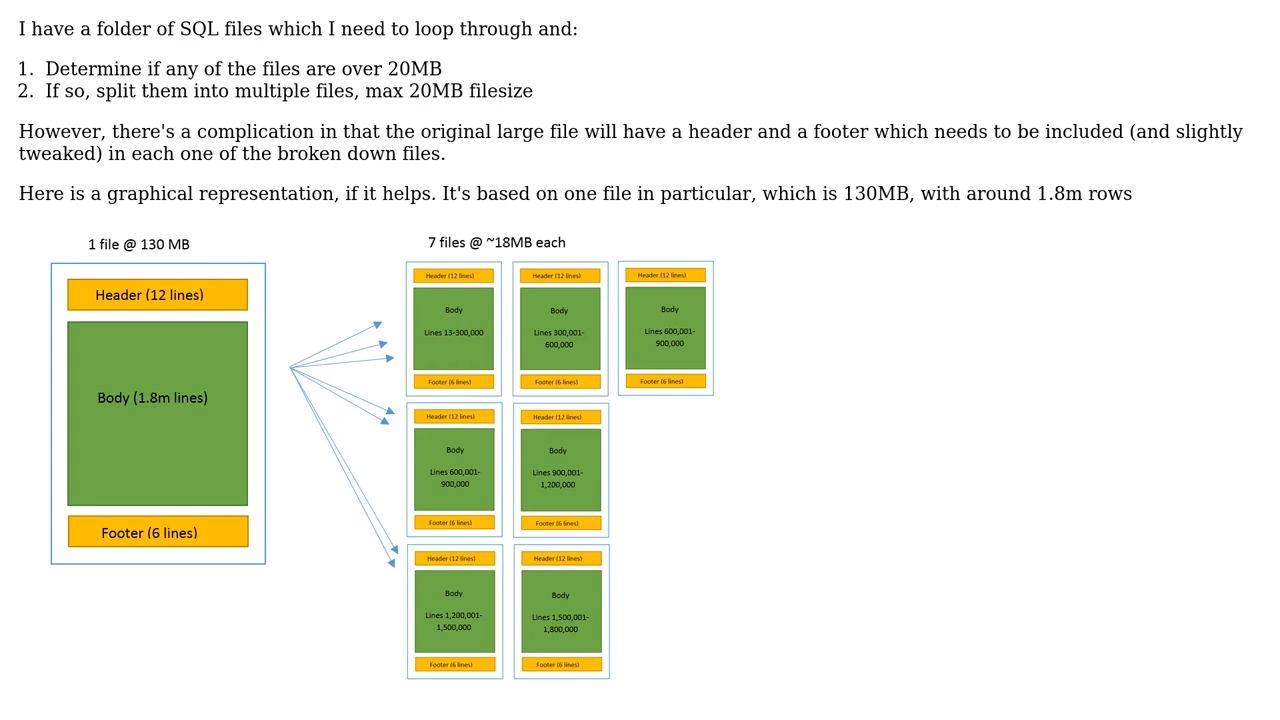 I have a folder of SQL files which I need to loop through and:
1. Determine if any of the files are over 20MB
2. If so, split them into multiple files, max 20MB filesize
However, there's a complication in that the original large file will have a header and a footer which needs to be included (and slightly
tweaked) in each one of the broken down files.
Here is a graphical representation, if it helps. It's based on one file in particular, which is 130MB, with around 1.8m rows
1 file @ 130 MB
Header (12 lines)
Body (1.8m lines)
Footer (6 lines)
7 files @ ~18MB each
Header (12 lines)
Body
Lines 13-300,000
Footer (6 lines)
Header (12 lines)
Body
Lines 300,001-
600,000
Footer (6 lines)
Header (12 lines)
Body
Lines 600,001-
900,000
Footer (6 lines)
Header (12 lines)
Body
Lines 600,001-
900,000
Footer (6 lines)
Header (12 lines)
Body
Lines 900,001-
1,200,000
Footer (6 lines)
Header (12 lines)
Body
Lines 1,200,001-
1,500,000
Footer (6 lines)
Header (12 lines)
Body
Lines 1,500,001-
1,800,000
Footer (6 lines)